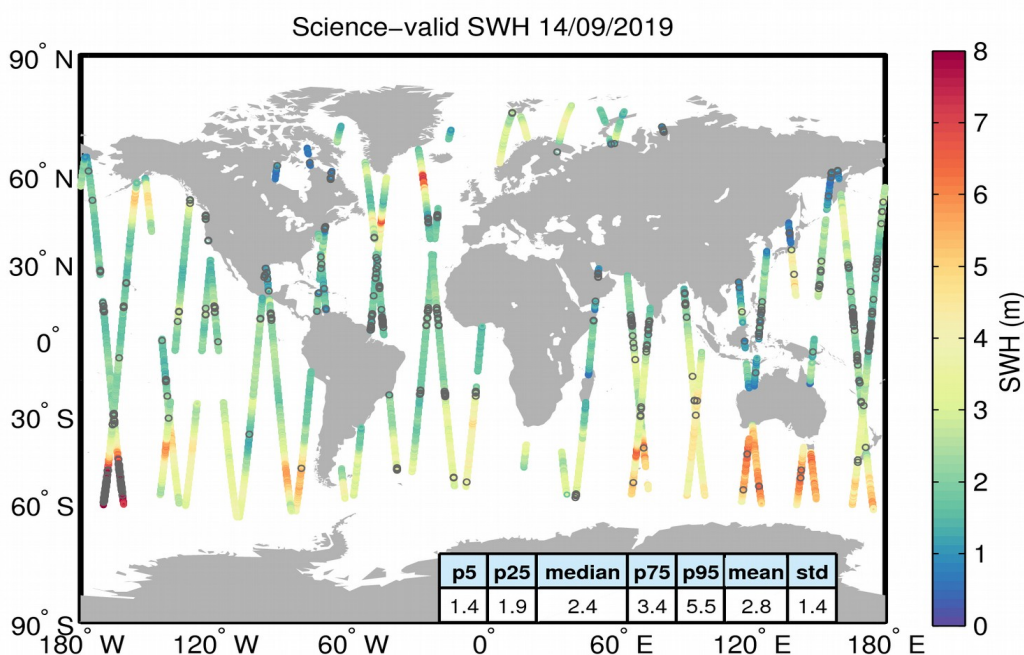 Science−valid SWH 14/09/2019
90° N
60° N
30° N
0°
30° S
60° S
90° S
180° W
120° W
60° W
0°
60° E
120° E
180° E
p5 p25 median p75 p95 mean std
1.4 1.9 2.4 3.4 5.5 2.8 1.4
8
7
6
5
4
3
2
1
0
SWH (m)